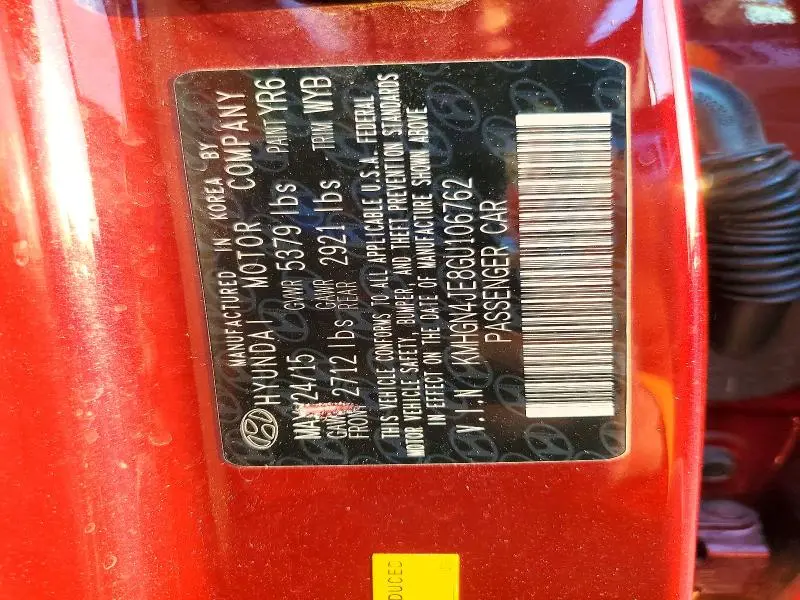 MANUFACTURED IN KOREA BY
HYUNDAI MOTOR COMPANY
MAY/24/15 GVWR 5379 lbs PAINT YR6
GAWR FRONT 2712 lbs GAWR REAR 2921 lbs TRIM WYB
THIS VEHICLE CONFORMS TO ALL APPLICABLE U.S.A. FEDERAL
MOTOR VEHICLE SAFETY, BUMPER, AND THEFT PREVENTION STANDARDS
IN EFFECT ON THE DATE OF MANUFACTURE SHOWN ABOVE
V.I.N KMHGN4JE8GU106762
PASSENGER CAR
DUCEC